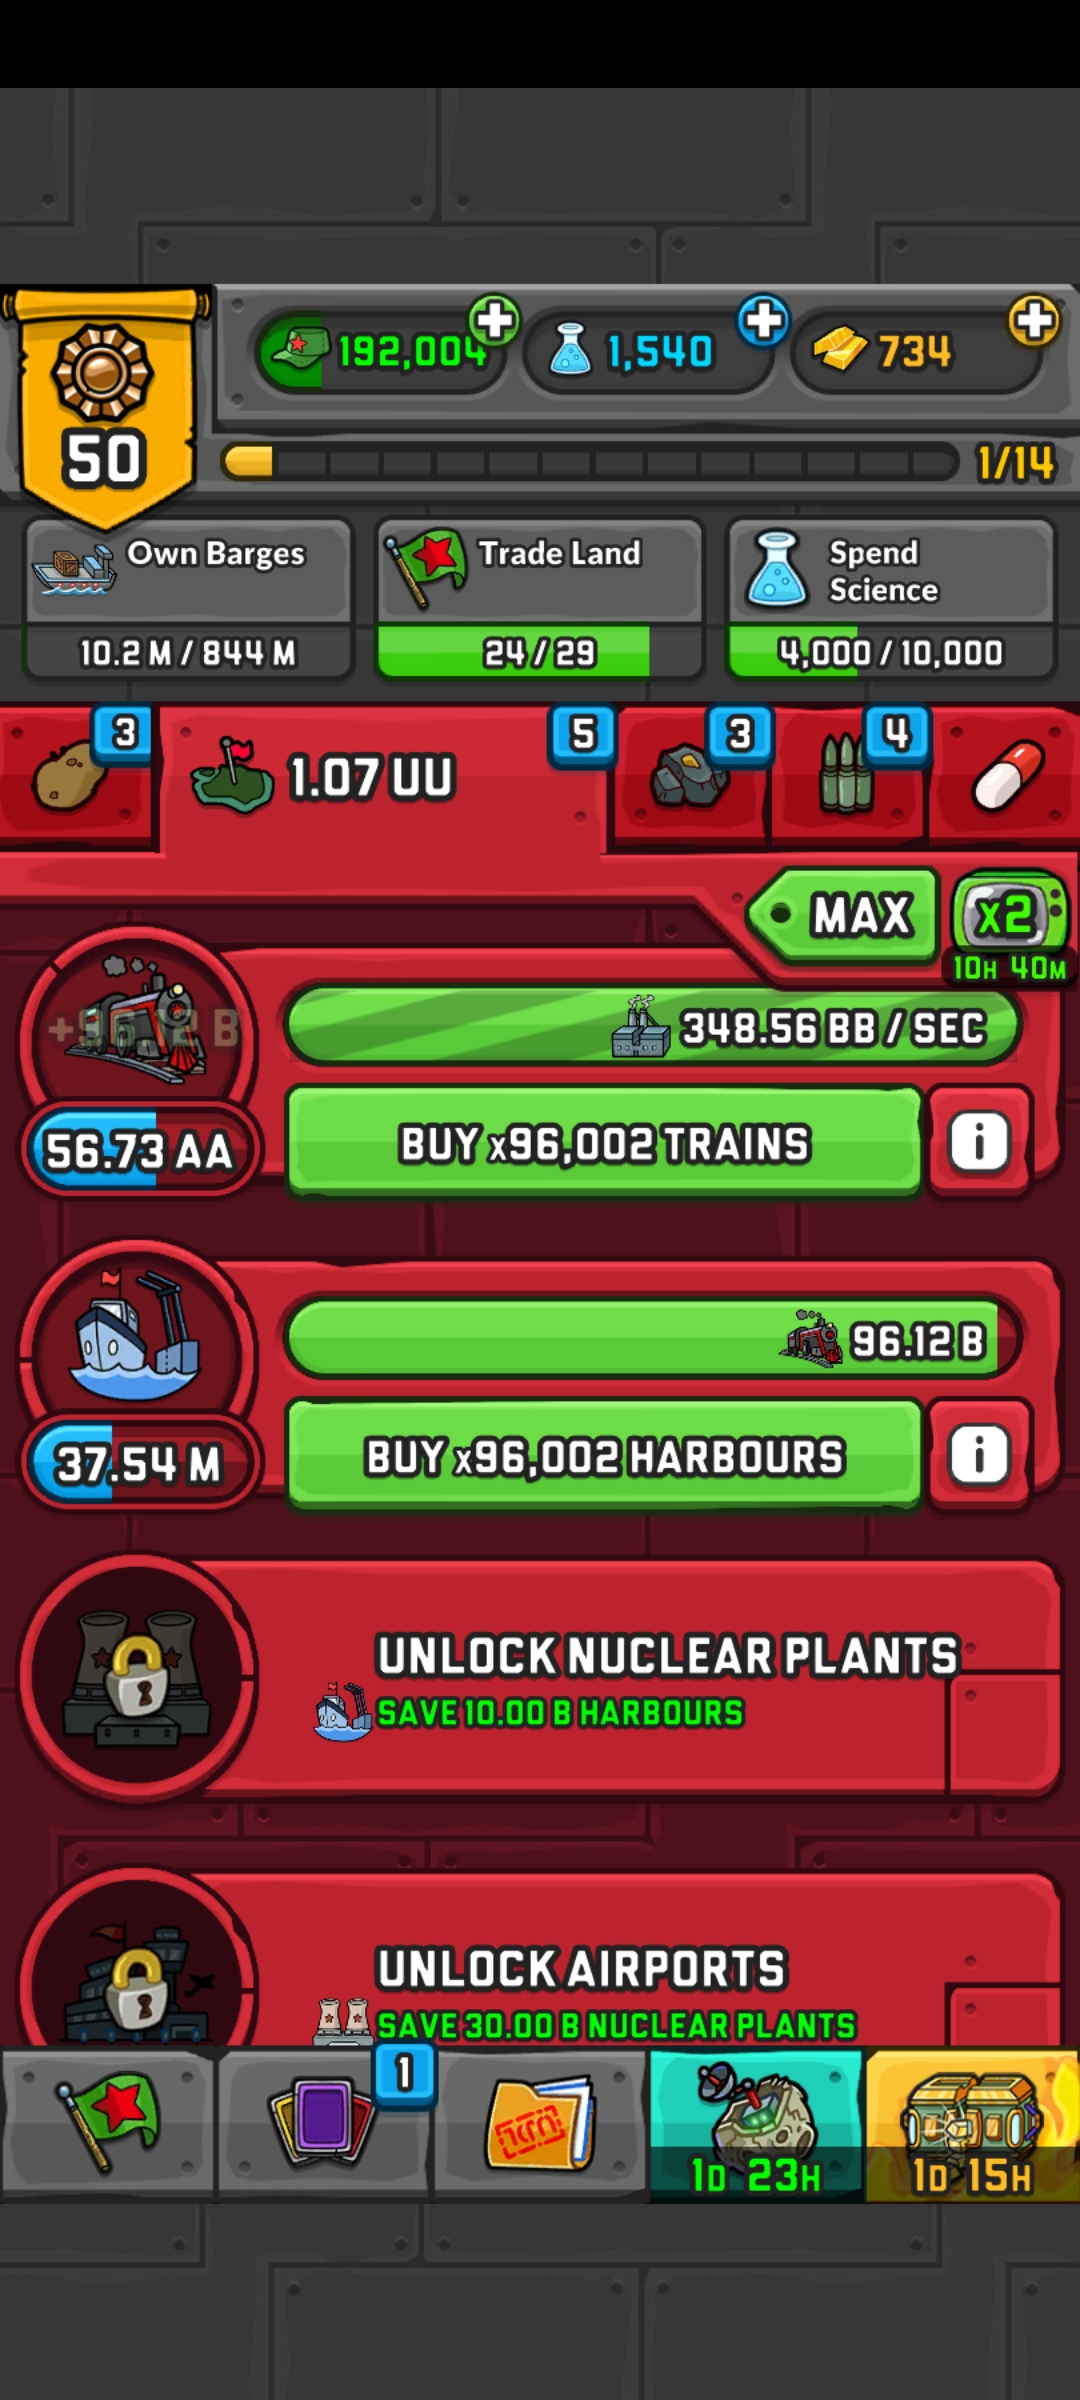 192,004
1,540
734
50
1/14
Own Barges
10.2 M / 844 M
Trade Land
24 / 29
Spend
Science
4,000 / 10,000
3
1.07 UU
5
3
4
MAX
x2
10H 40M
+96.12 B
348.56 BB / SEC
56.73 AA
BUY x96,002 TRAINS
i
96.12 B
37.54 M
BUY x96,002 HARBOURS
i
UNLOCK NUCLEAR PLANTS
SAVE 10.00 B HARBOURS
UNLOCK AIRPORTS
SAVE 30.00 B NUCLEAR PLANTS
1
1D 23H
1D 15H